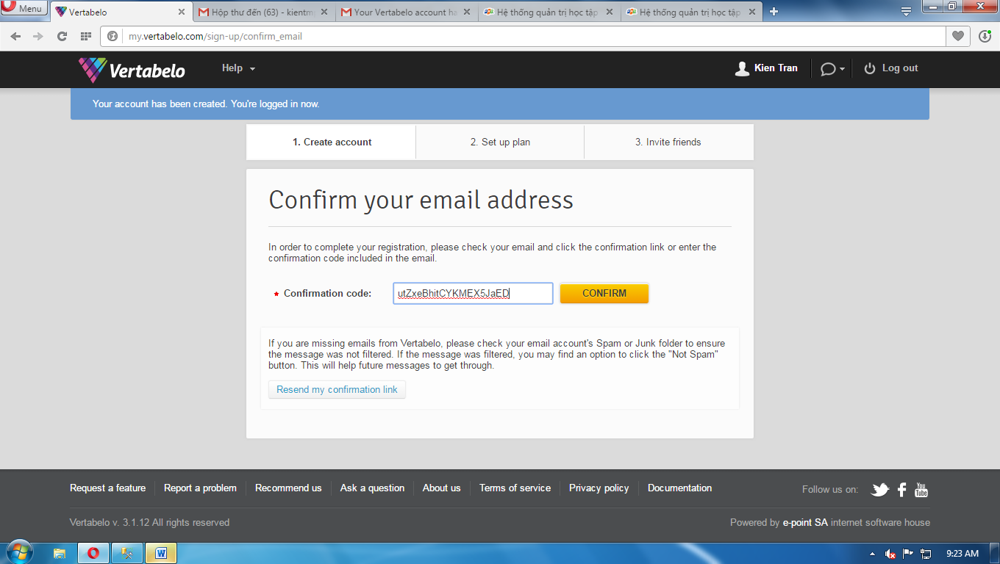 Menu
Vertabelo
Hộp thư đến (63) - kientm
Your Vertabelo account ha
Hệ thống quản trị học tập
Hệ thống quản trị học tập
my.vertabelo.com/sign-up/confirm_email
Vertabelo
Help
Kien Tran
Log out
Your account has been created. You're logged in now.
1. Create account
2. Set up plan
3. Invite friends
Confirm your email address
In order to complete your registration, please check your email and click the confirmation link or enter the
confirmation code included in the email.
* Confirmation code:
utZxeBhitCYKMEX5JaED
CONFIRM
If you are missing emails from Vertabelo, please check your email account's Spam or Junk folder to ensure
the message was not filtered. If the message was filtered, you may find an option to click the "Not Spam"
button. This will help future messages to get through.
Resend my confirmation link
Request a feature
Report a problem
Recommend us
Ask a question
About us
Terms of service
Privacy policy
Documentation
Follow us on:
You
Tube
Vertabelo v. 3.1.12 All rights reserved
Powered by e-point SA internet software house
9:23 AM